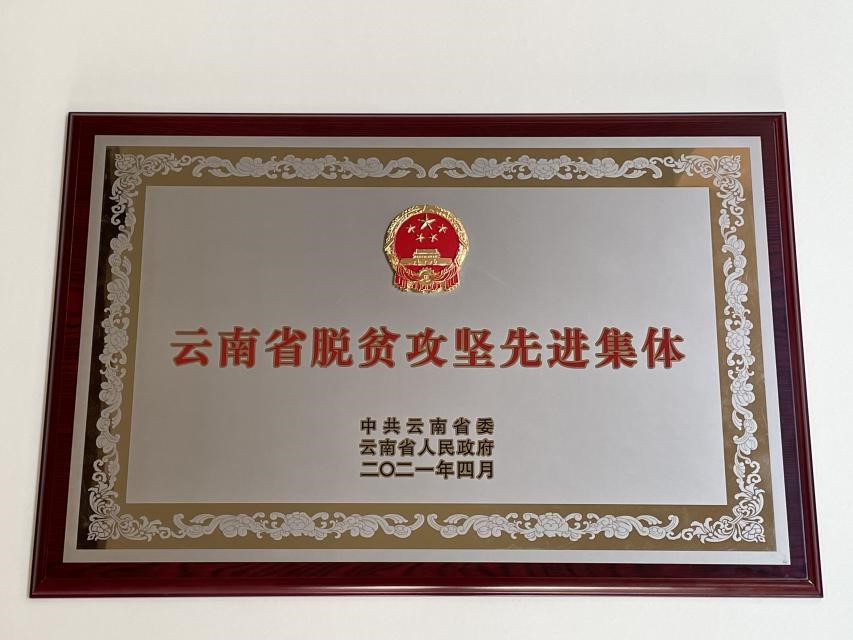 云南省脱贫攻坚先进集体
中共云南省委
云南省人民政府
二〇二一年四月